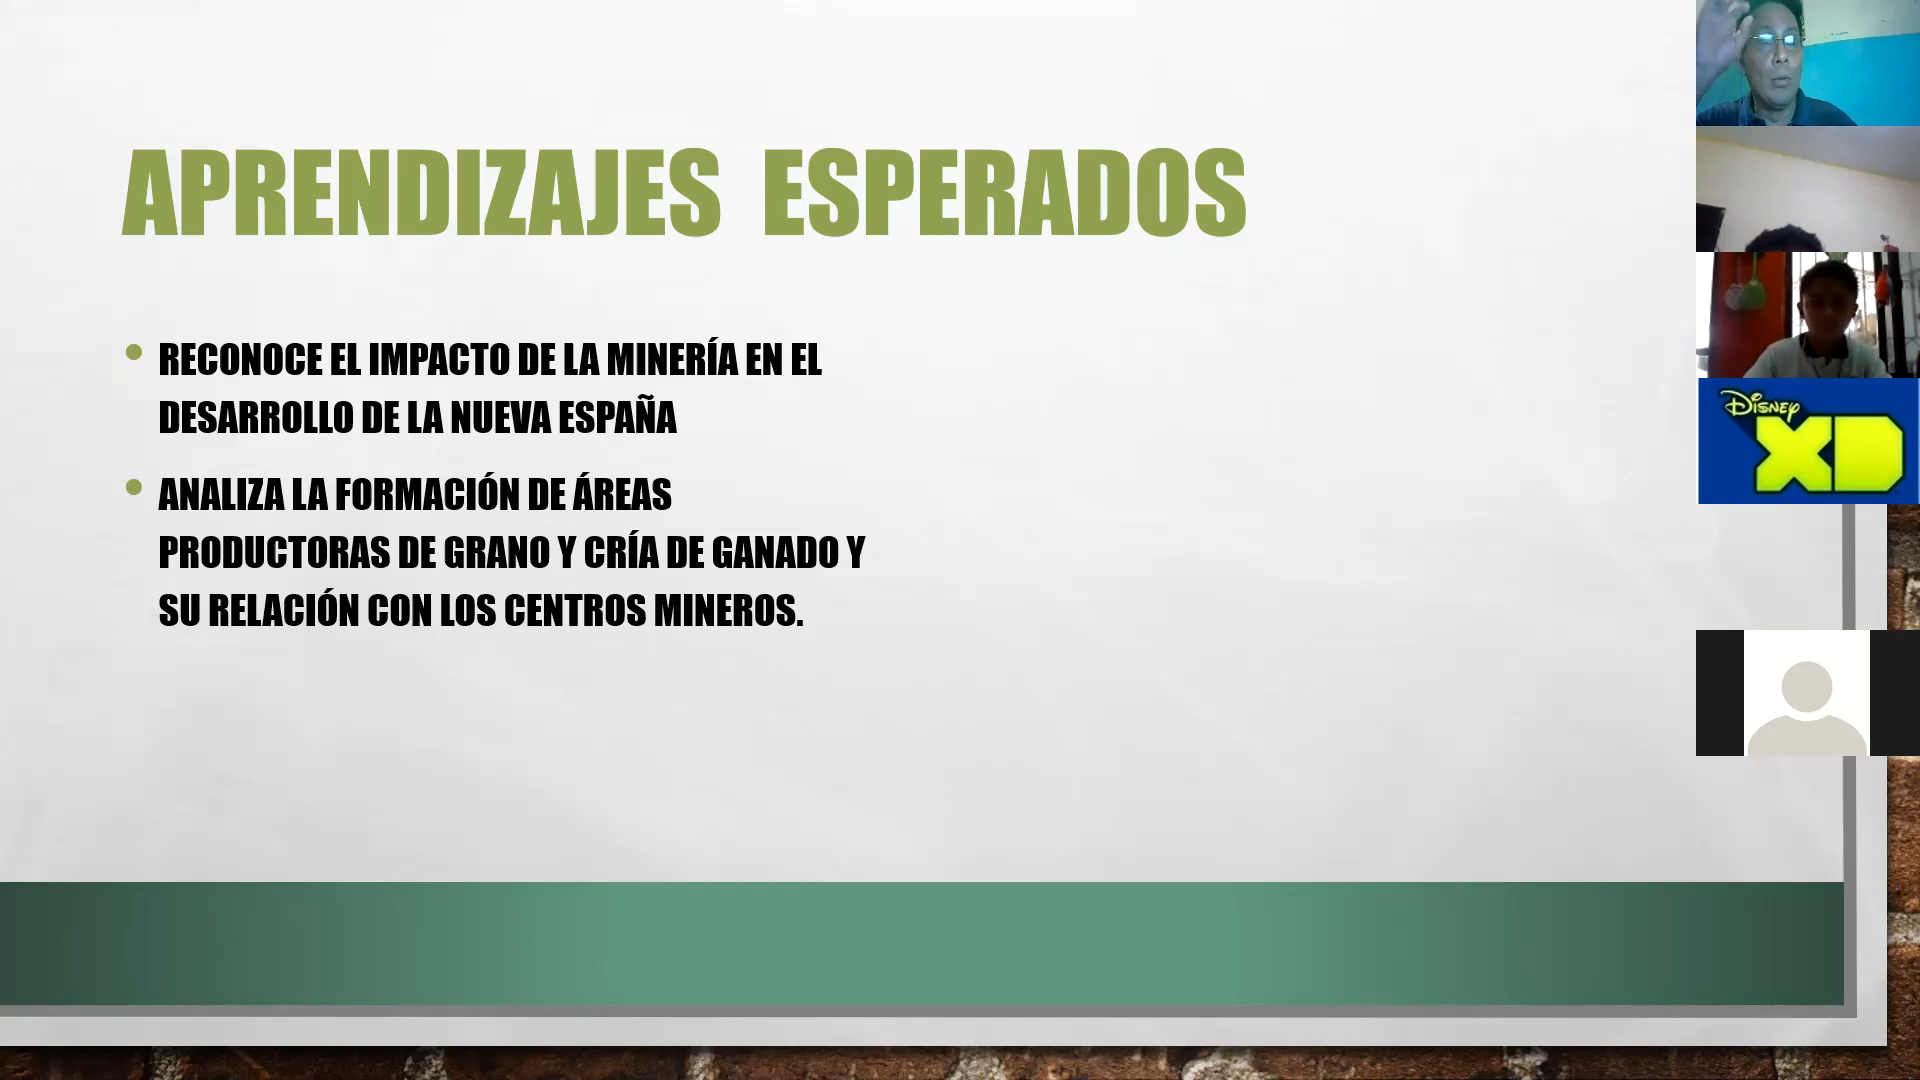 APRENDIZAJES ESPERADOS
• RECONOCE EL IMPACTO DE LA MINERÍA EN EL
DESARROLLO DE LA NUEVA ESPAÑA
• ANALIZA LA FORMACIÓN DE ÁREAS
PRODUCTORAS DE GRANO Y CRÍA DE GANADO Y
SU RELACIÓN CON LOS CENTROS MINEROS.
Disney
XD